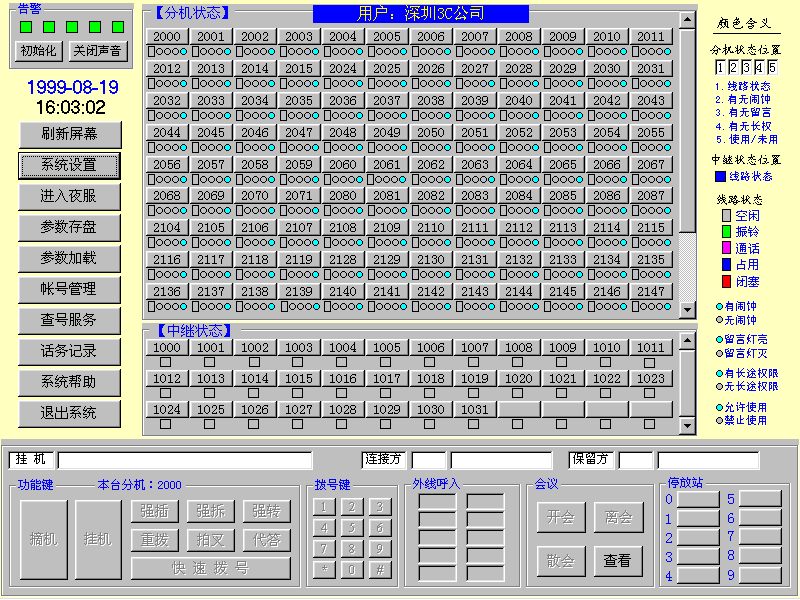 告警
初始化 关闭声音
1999-08-19
16:03:02
刷新屏幕
系统设置
进入夜服
参数存盘
参数加载
帐号管理
查号服务
话务记录
系统帮助
退出系统
【分机状态】 用户：深圳3C公司
2000 2001 2002 2003 2004 2005 2006 2007 2008 2009 2010 2011
2012 2013 2014 2015 2024 2025 2026 2027 2028 2029 2030 2031
2032 2033 2034 2035 2036 2037 2038 2039 2040 2041 2042 2043
2044 2045 2046 2047 2048 2049 2050 2051 2052 2053 2054 2055
2056 2057 2058 2059 2060 2061 2062 2063 2064 2065 2066 2067
2068 2069 2070 2071 2080 2081 2082 2083 2084 2085 2086 2087
2104 2105 2106 2107 2108 2109 2110 2111 2112 2113 2114 2115
2116 2117 2118 2119 2128 2129 2130 2131 2132 2133 2134 2135
2136 2137 2138 2139 2140 2141 2142 2143 2144 2145 2146 2147
【中继状态】
1000 1001 1002 1003 1004 1005 1006 1007 1008 1009 1010 1011
1012 1013 1014 1015 1016 1017 1018 1019 1020 1021 1022 1023
1024 1025 1026 1027 1028 1029 1030 1031
颜色含义
分机状态位置
1 2 3 4 5
1. 线路状态
2. 有无闹钟
3. 有无留言
4. 有无长权
5. 使用/未用
中继状态位置
线路状态
线路状态
空闲
振铃
通话
占用
闭塞
有闹钟
无闹钟
留言灯亮
留言灯灭
有长途权限
无长途权限
允许使用
禁止使用
挂 机 连接方 保留方
功能键 本台分机：2000
摘机 挂机
强插 强拆 强转
重拨 拍叉 代答
快 速 拨 号
拨号键
1 2 3
4 5 6
7 8 9
* 0 #
外线呼入
会议
开会 离会
散会 查看
停放站
0 5
1 6
2 7
3 8
4 9